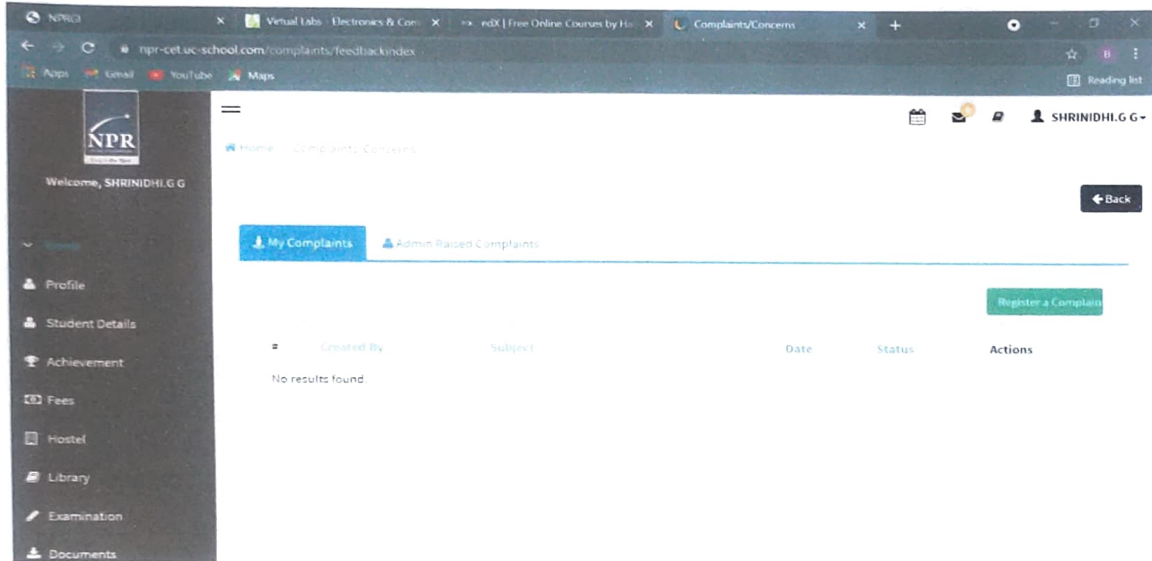 NPRGI
Virtual Labs - Electronics & Com
edX | Free Online Courses by Ha
Complaints/Concerns
npr-cet.uc-school.com/complaints/feedbackindex
B
Apps
Gmail
YouTube
Maps
Reading list
NPR
SHRINIDHI.G G
Home
Complaints Concerns
Welcome, SHRINIDHI.G G
Back
My Complaints
Admin Raised Complaints
Home
Profile
Register a Complain
Student Details
# Created By Subject Date Status Actions
Achievement
No results found.
Fees
Hostel
Library
Examination
Documents